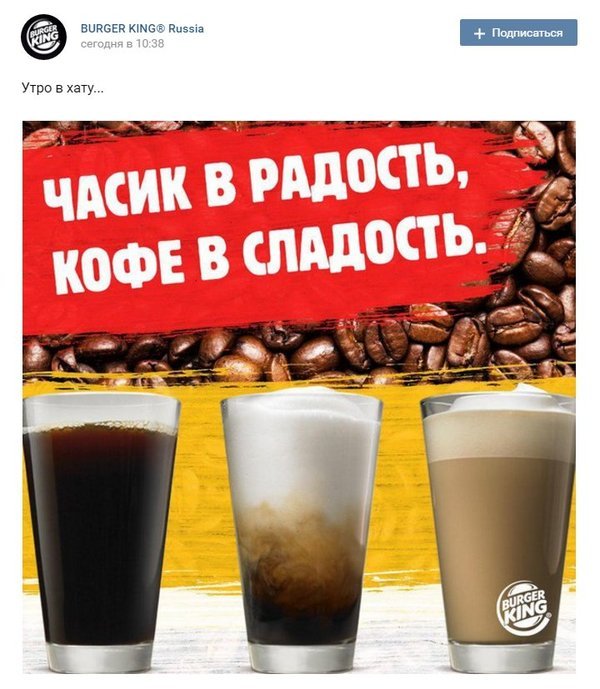 BURGER KING
BURGER KING® Russia
сегодня в 10:38
+ Подписаться
Утро в хату...
ЧАСИК В РАДОСТЬ,
КОФЕ В СЛАДОСТЬ.
BURGER
KING®